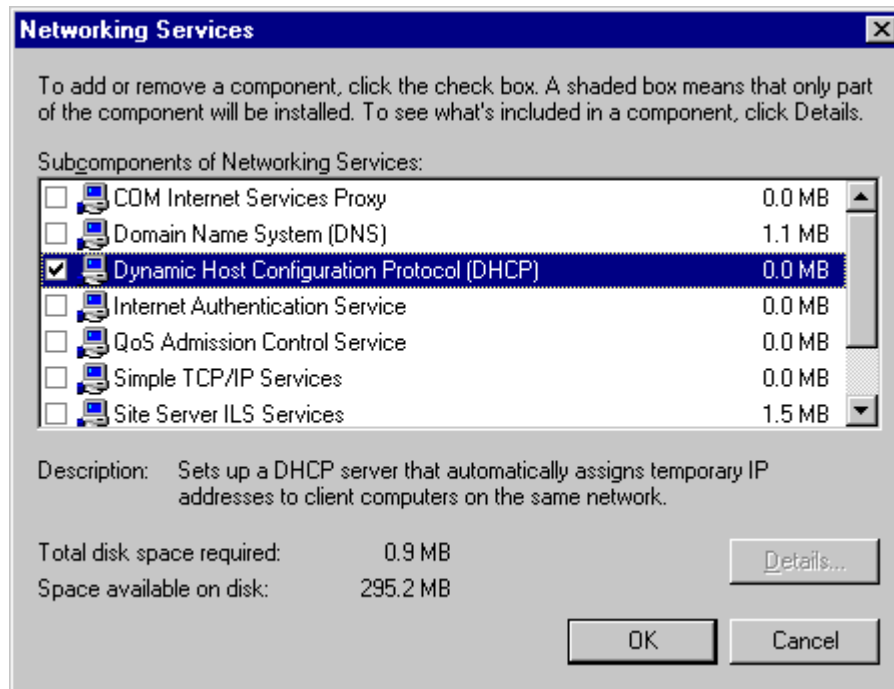 Networking Services
To add or remove a component, click the check box. A shaded box means that only part
of the component will be installed. To see what's included in a component, click Details.
Subcomponents of Networking Services:
COM Internet Services Proxy 0.0 MB
Domain Name System (DNS) 1.1 MB
Dynamic Host Configuration Protocol (DHCP) 0.0 MB
Internet Authentication Service 0.0 MB
QoS Admission Control Service 0.0 MB
Simple TCP/IP Services 0.0 MB
Site Server ILS Services 1.5 MB
Description: Sets up a DHCP server that automatically assigns temporary IP
addresses to client computers on the same network.
Total disk space required: 0.9 MB
Space available on disk: 295.2 MB
Details...
OK Cancel